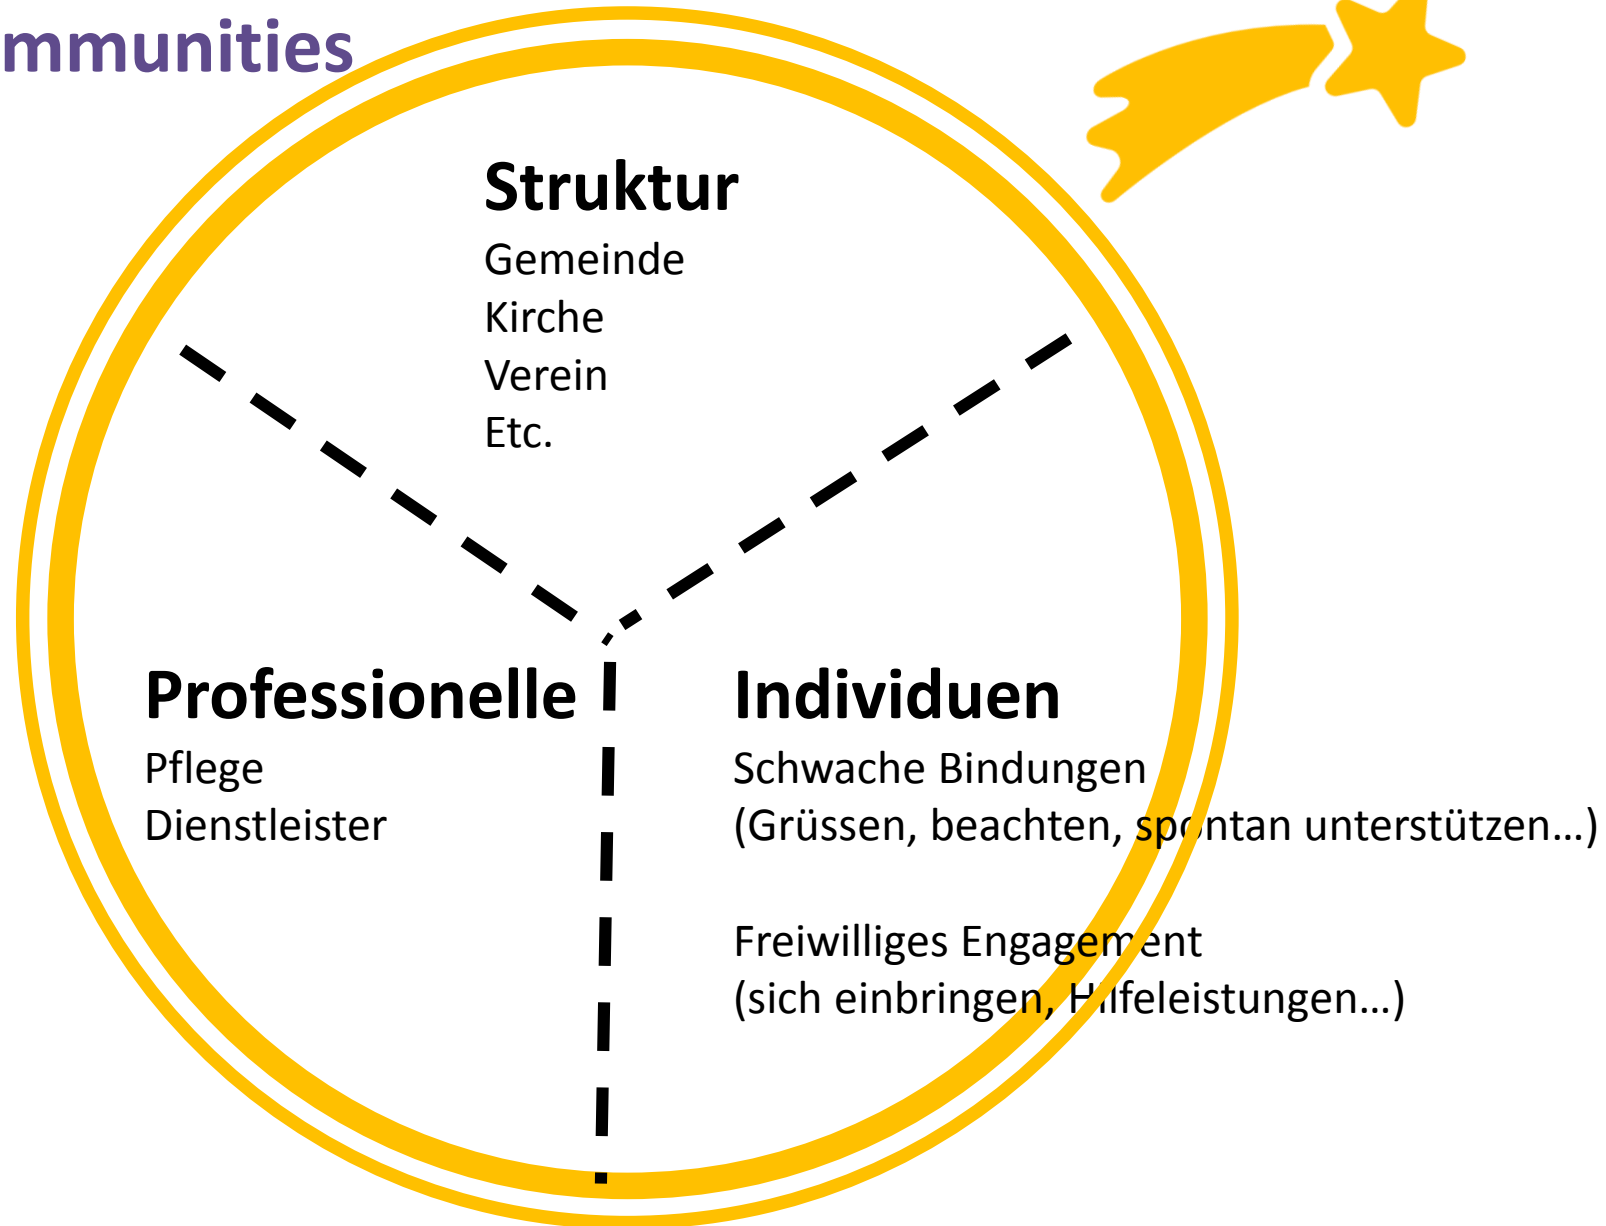 mmunities
Struktur
Gemeinde
Kirche
Verein
Etc.
Professionelle
Pflege
Dienstleister
Individuen
Schwache Bindungen
(Grüssen, beachten, spontan unterstützen…)
Freiwilliges Engagement
(sich einbringen, Hilfeleistungen…)